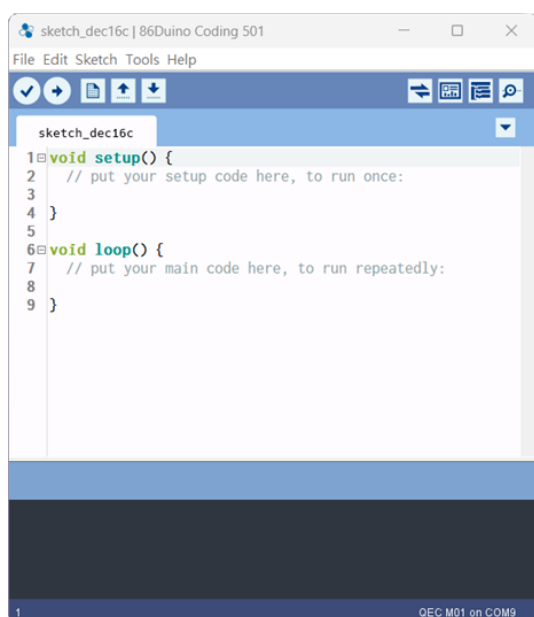 sketch_dec16c | 86Duino Coding 501
File Edit Sketch Tools Help
sketch_dec16c
1 void setup() {
2 // put your setup code here, to run once:
3
4 }
5
6 void loop() {
7 // put your main code here, to run repeatedly:
8
9 }
1 QEC M01 on COM9